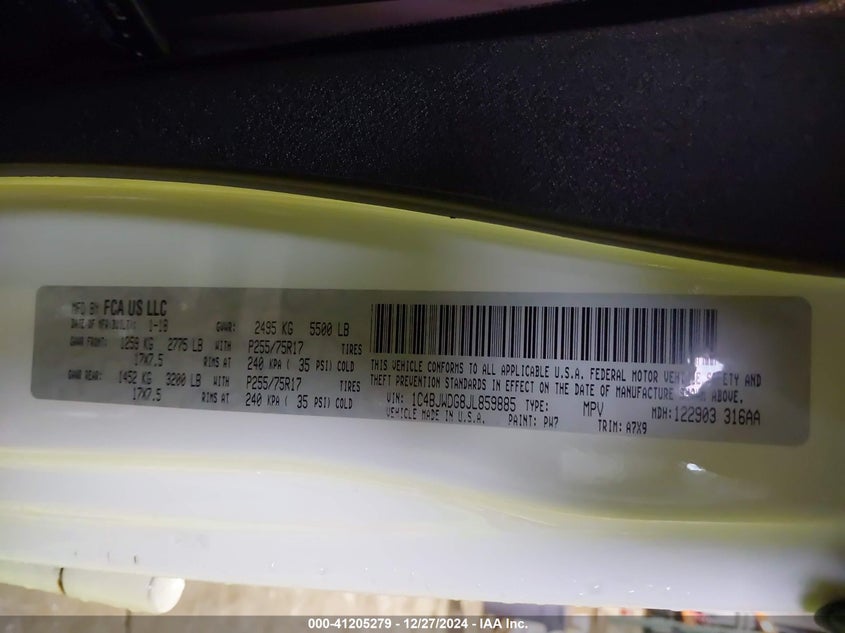 MFD BY FCA US LLC
DATE OF MFR/BUILD: 1-18 GVWR: 2495 KG 5500 LB
GAWR FRONT: 1259 KG 2775 LB WITH P255/75R17 TIRES
17X7.5 RIMS AT 240 KPA ( 35 PSI) COLD
GAWR REAR: 1452 KG 3200 LB WITH P255/75R17 TIRES
17X7.5 RIMS AT 240 KPA ( 35 PSI) COLD
THIS VEHICLE CONFORMS TO ALL APPLICABLE U.S.A. FEDERAL MOTOR VEHICLE SAFETY AND
THEFT PREVENTION STANDARDS IN EFFECT ON THE DATE OF MANUFACTURE SHOWN ABOVE.
VIN: 1C4BJWDG8JL859885 TYPE: MPV MDH: 122903 316AA
VEHICLE MADE IN U.S.A. PAINT: PW7 TRIM: A7X9
000-41205279 - 12/27/2024 - IAA Inc.